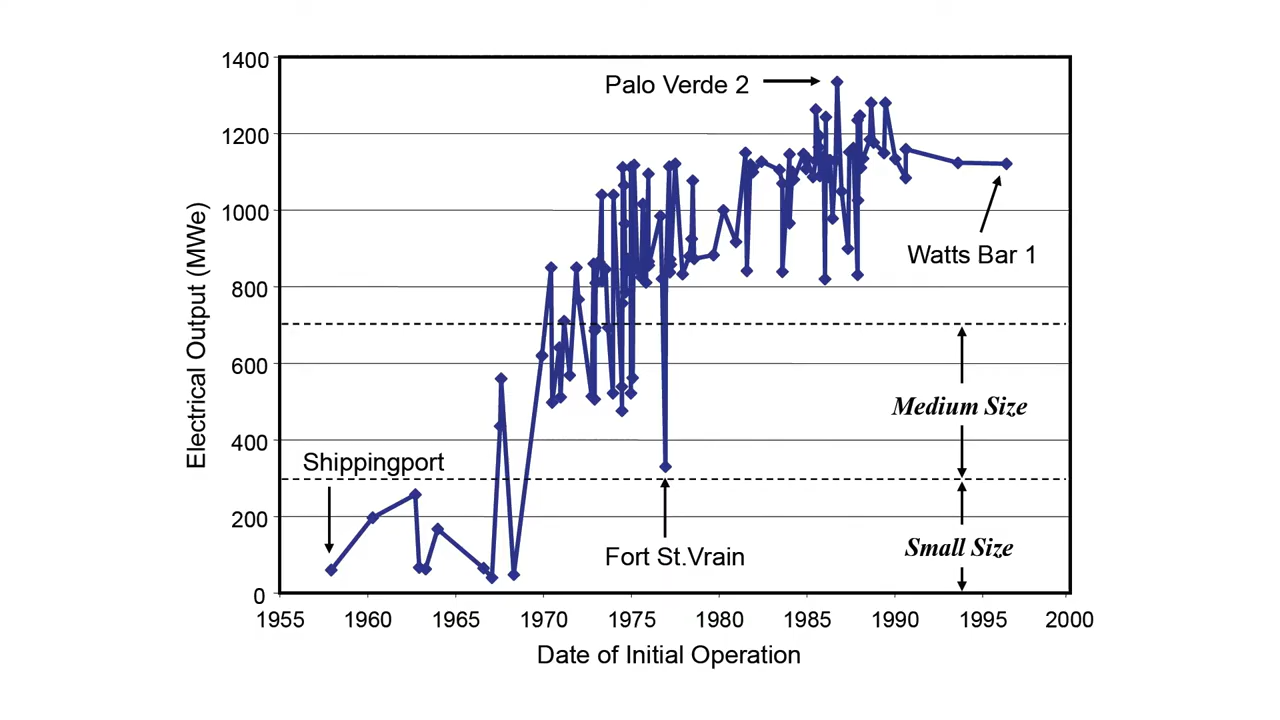 1400
Palo Verde 2
1200
1000
Watts Bar 1
800
600
Medium Size
400
Shippingport
200
Small Size
Fort St.Vrain
0
1955 1960 1965 1970 1975 1980 1985 1990 1995 2000
Date of Initial Operation
Electrical Output (MWe)